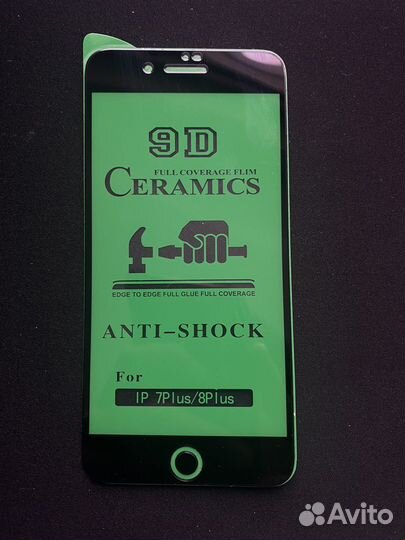 9D
FULL COVERAGE FLIM
CERAMICS
EDGE TO EDGE FULL GLUE FULL COVERAGE
ANTI-SHOCK
For
IP 7Plus/8Plus
Avito